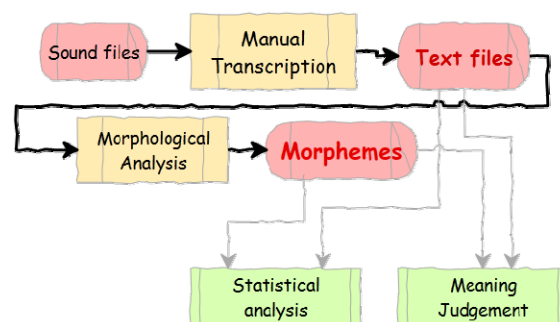 Sound files
Manual
Transcription
Text files
Morphological
Analysis
Morphemes
Statistical
analysis
Meaning
Judgement